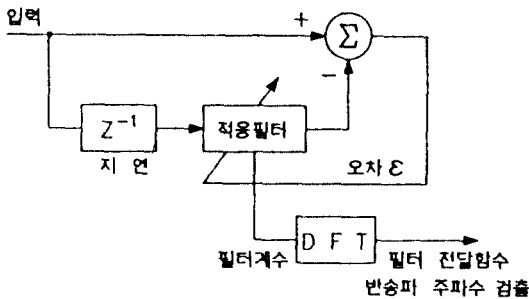 입력
+
Σ
−
Z⁻¹
적응필터
지 연
오차 ε
필터계수
D F T
필터 전달함수
반송파 주파수 검출